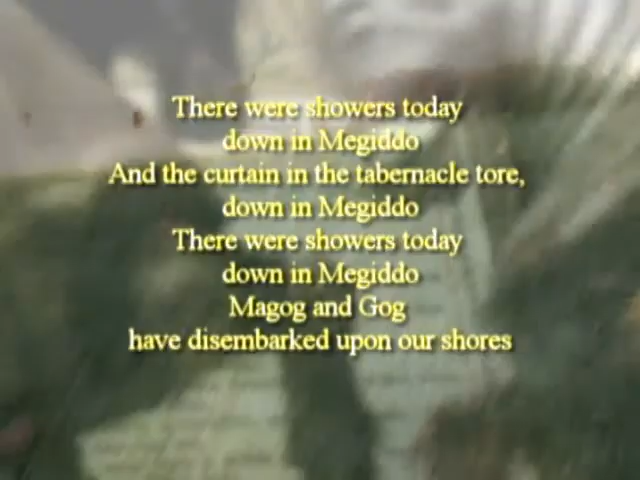 There were showers today
down in Megiddo
And the curtain in the tabernacle tore,
down in Megiddo
There were showers today
down in Megiddo
Magog and Gog
have disembarked upon our shores